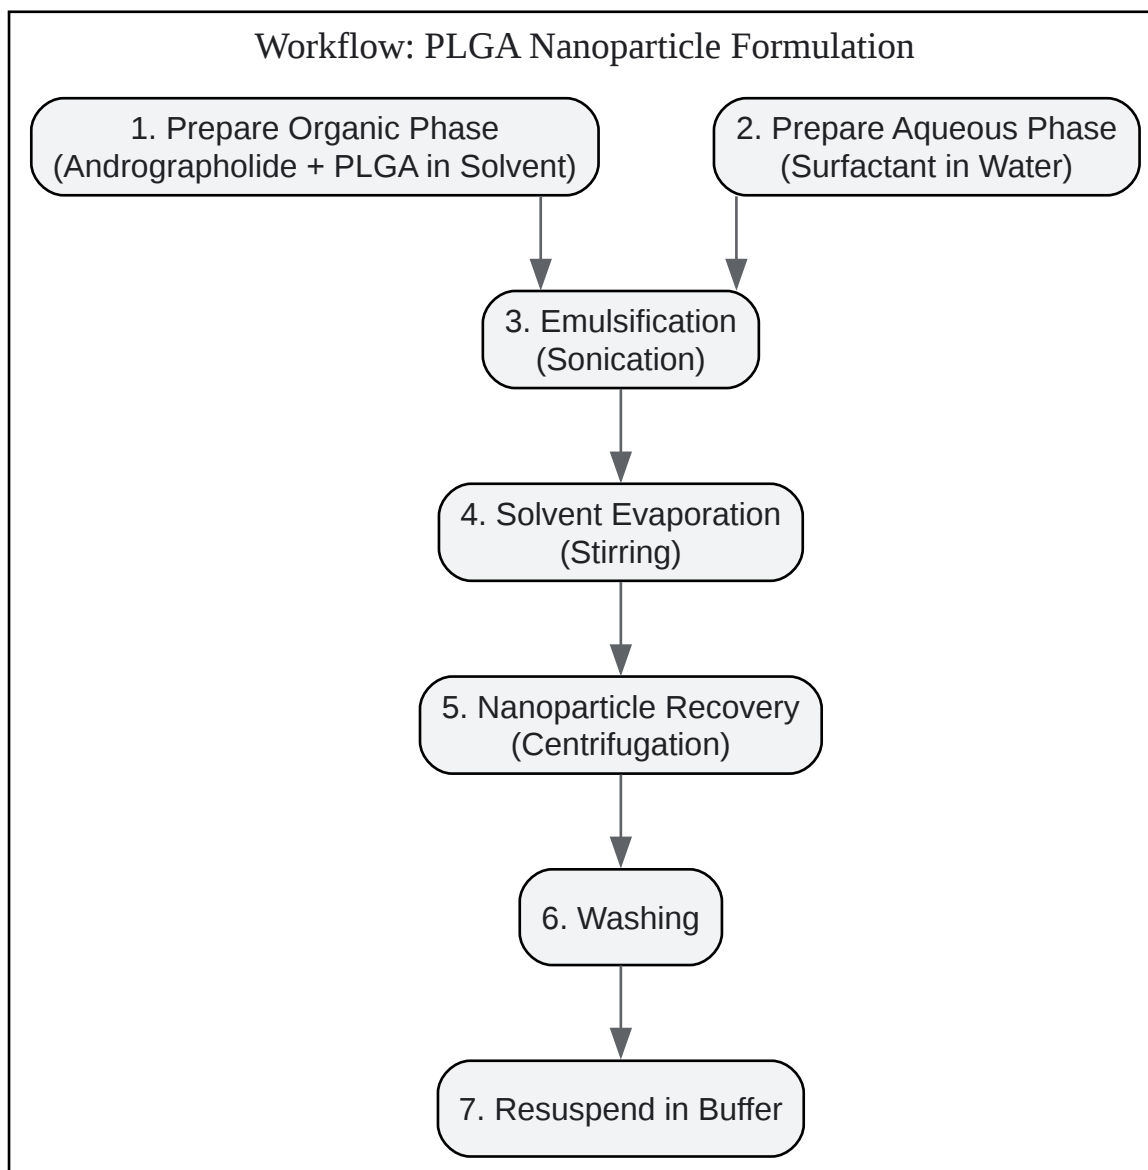 Workflow: PLGA Nanoparticle Formulation
1. Prepare Organic Phase
(Andrographolide + PLGA in Solvent)
2. Prepare Aqueous Phase
(Surfactant in Water)
3. Emulsification
(Sonication)
4. Solvent Evaporation
(Stirring)
5. Nanoparticle Recovery
(Centrifugation)
6. Washing
7. Resuspend in Buffer